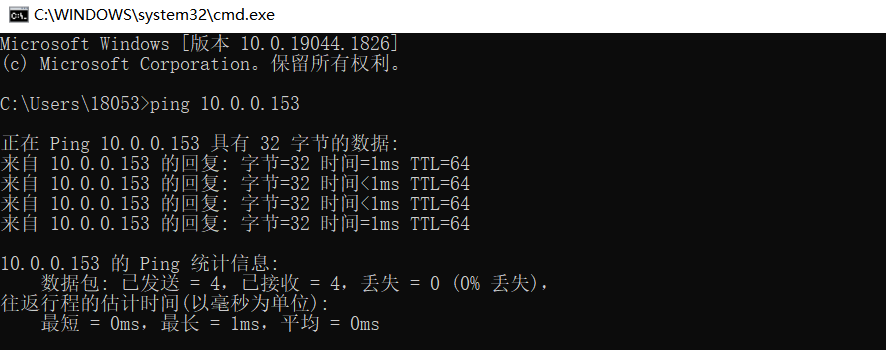 C:\WINDOWS\system32\cmd.exe
Microsoft Windows [版本 10.0.19044.1826]
(c) Microsoft Corporation。保留所有权利。
C:\Users\18053>ping 10.0.0.153
正在 Ping 10.0.0.153 具有 32 字节的数据:
来自 10.0.0.153 的回复: 字节=32 时间=1ms TTL=64
来自 10.0.0.153 的回复: 字节=32 时间<1ms TTL=64
来自 10.0.0.153 的回复: 字节=32 时间<1ms TTL=64
来自 10.0.0.153 的回复: 字节=32 时间=1ms TTL=64
10.0.0.153 的 Ping 统计信息:
数据包: 已发送 = 4，已接收 = 4，丢失 = 0 (0% 丢失)，
往返行程的估计时间(以毫秒为单位):
最短 = 0ms，最长 = 1ms，平均 = 0ms